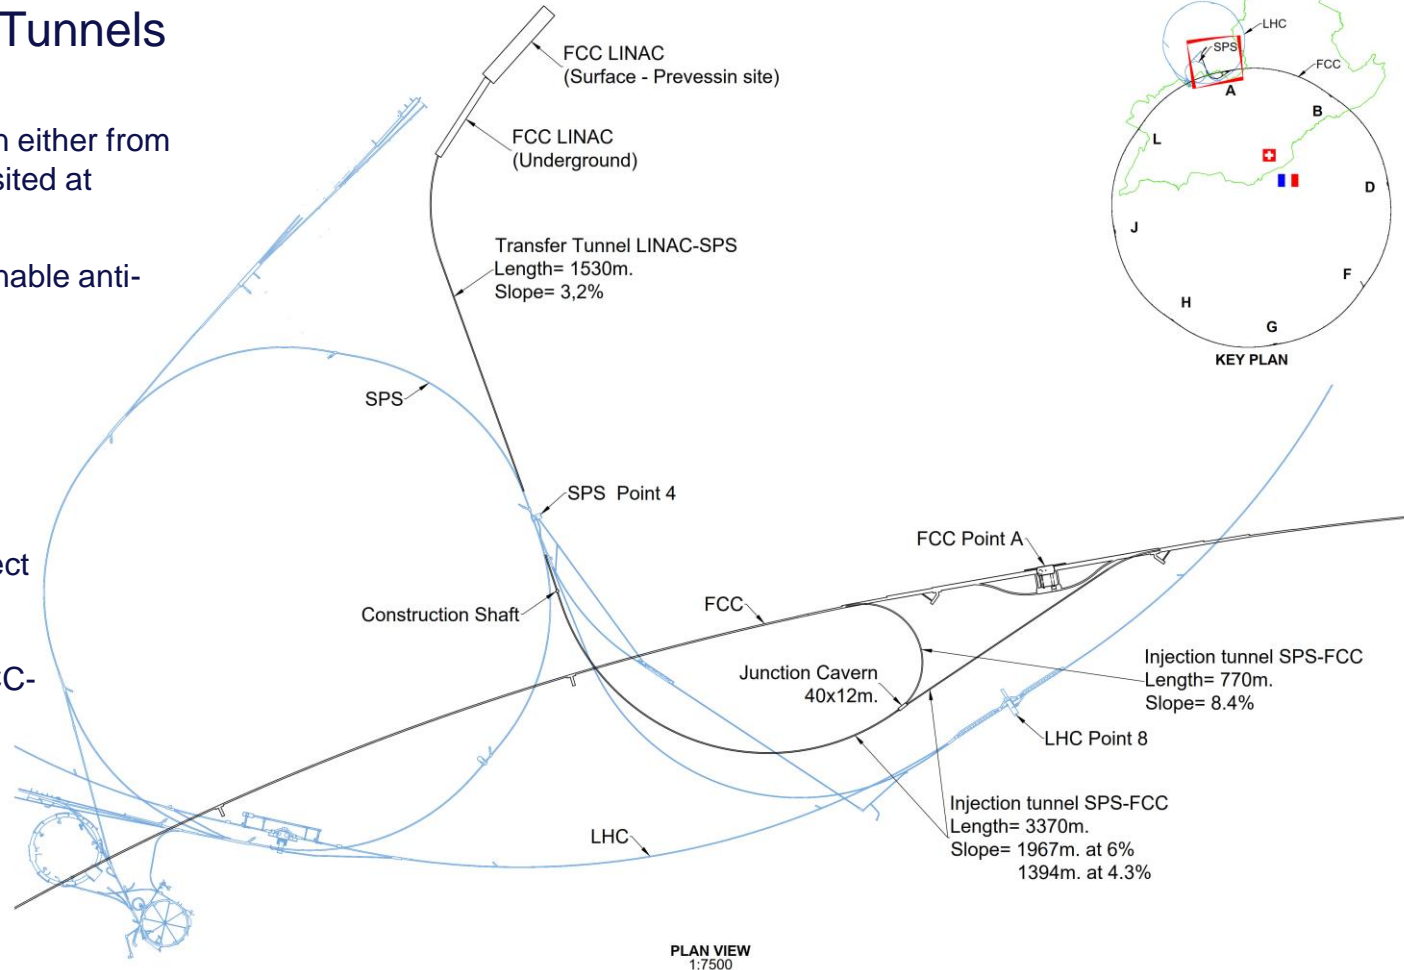 Tunnels
n either from
sited at
nable anti-
ect
CC-
FCC LINAC
(Surface - Prevessin site)
FCC LINAC
(Underground)
Transfer Tunnel LINAC-SPS
Length= 1530m.
Slope= 3,2%
SPS
SPS Point 4
FCC Point A
Construction Shaft
FCC
Junction Cavern
40x12m.
Injection tunnel SPS-FCC
Length= 770m.
Slope= 8.4%
LHC Point 8
Injection tunnel SPS-FCC
Length= 3370m.
Slope= 1967m. at 6%
1394m. at 4.3%
LHC
PLAN VIEW
1:7500
LHC
SPS
FCC
A
B
L
D
J
F
H
G
KEY PLAN